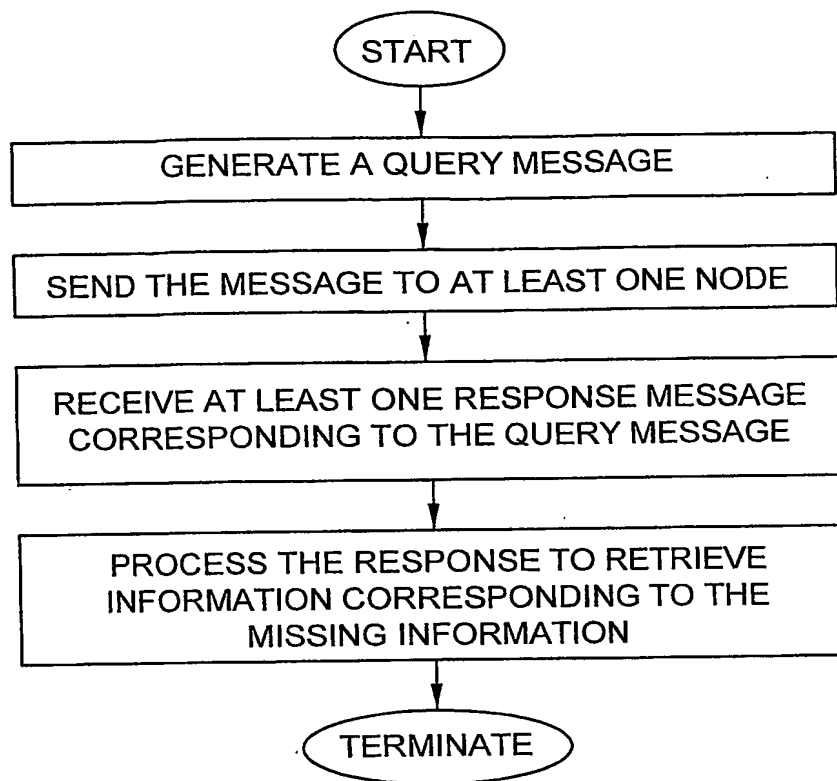 START
GENERATE A QUERY MESSAGE
SEND THE MESSAGE TO AT LEAST ONE NODE
RECEIVE AT LEAST ONE RESPONSE MESSAGE
CORRESPONDING TO THE QUERY MESSAGE
PROCESS THE RESPONSE TO RETRIEVE
INFORMATION CORRESPONDING TO THE
MISSING INFORMATION
TERMINATE